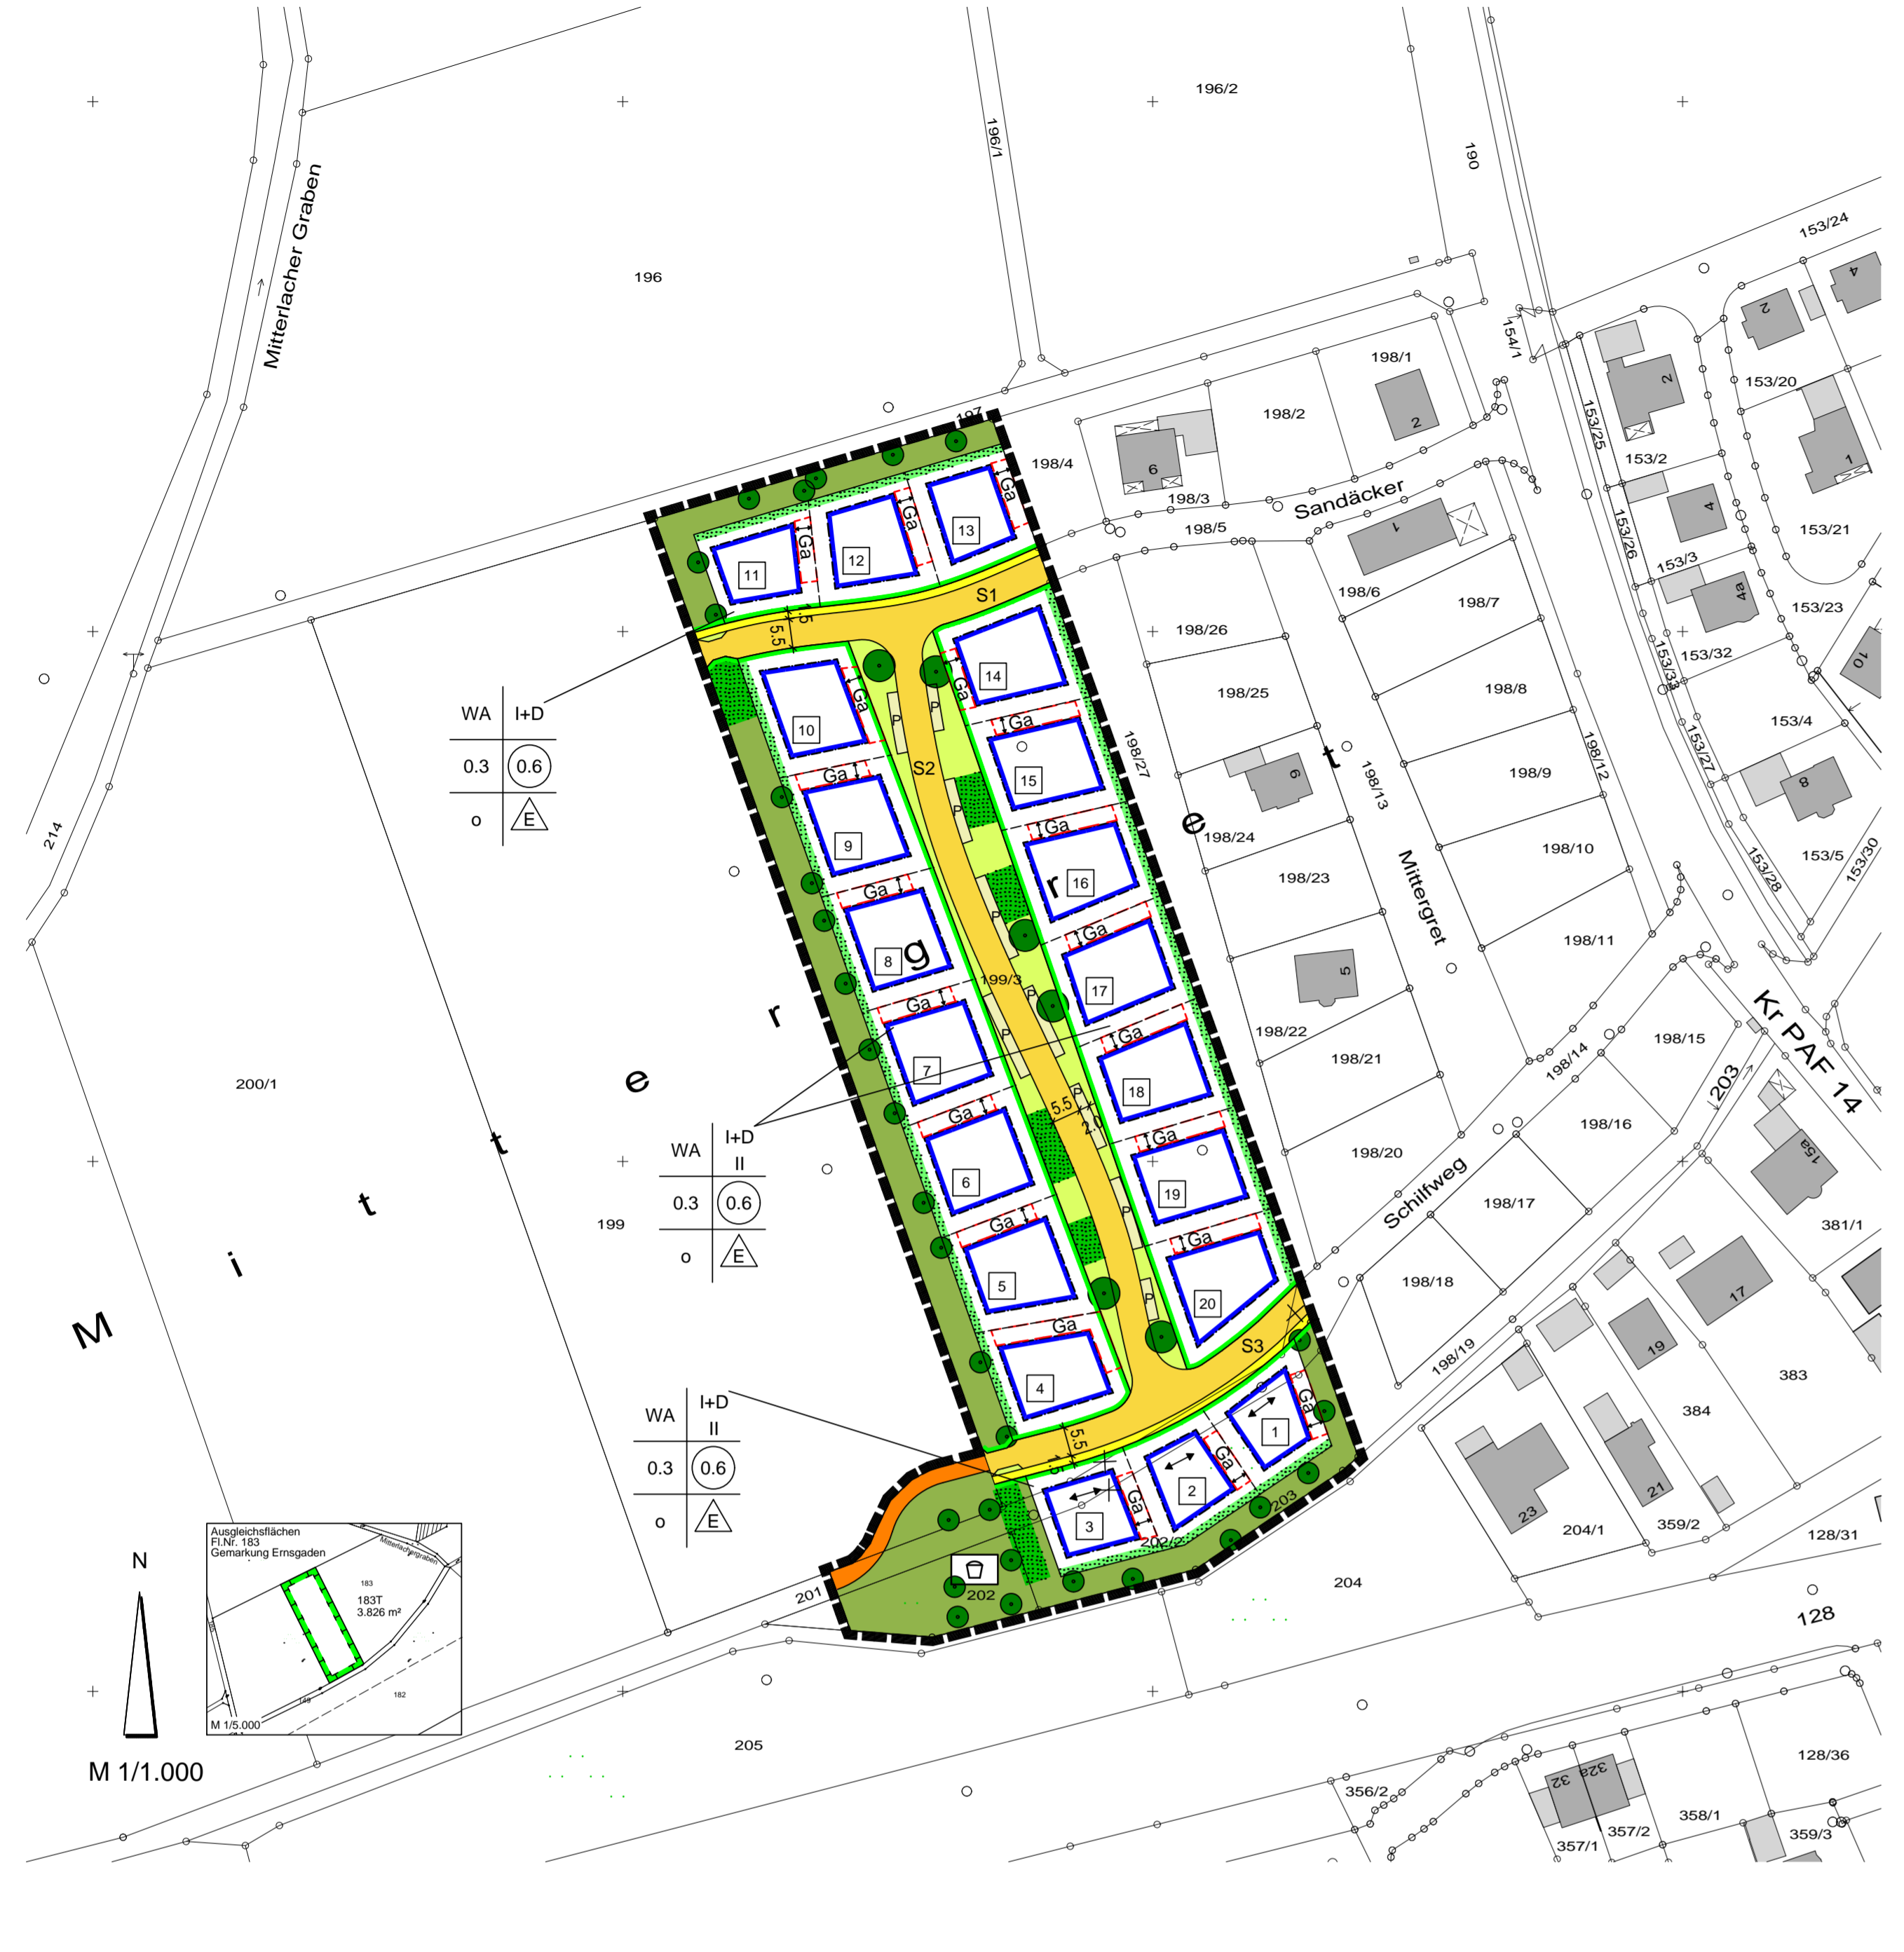 196/2
196/1
190
153/24
Mitterlacher Graben
196
4
2
154/1
198/1
2
153/20
197
198/2
2
153/25
1
6
198/4
153/2
198/3
Sandäcker
198/5
1
4
153/21
153/26
153/3
4a
153/23
Ga
Ga
Ga
13
12
11
S1
1.5
5.5
198/6
198/7
198/26
153/32
10
153/33
198/25
198/8
153/4
WA
I+D
0.3
0.6
o
E
14
Ga
Ga
10
P
P
Ga
S2
198/27
t
198/13
198/9
198/12
153/27
8
9
15
Ga
P
Ga
e
198/24
198/10
153/5
153/30
153/28
214
9
r
16
Ga
198/23
Mittergret
198/11
P
Ga
8
g
17
199/3
P
5
Ga
r
P
Ga
198/22
198/21
198/14
198/15
Kr PAF 14
200/1
e
7
18
P
5.5
2.0
203
198/16
Ga
Ga
15a
198/20
t
WA
I+D
II
0.3
0.6
o
E
6
19
Schilfweg
198/17
t
199
Ga
P
Ga
381/1
i
5
20
P
198/18
17
M
Ga
S3
198/19
19
383
4
WA
I+D
II
0.3
0.6
o
E
5.5
1.5
1
Ga
384
Ga
2
203
Ga
3
202/2
23
21
204/1
359/2
128/31
Ausgleichsflächen
Fl.Nr. 183
Gemarkung Ernsgaden
Mitterlachergraben
183
183T
3.826 m²
149
182
M 1/5.000
N
M 1/1.000
201
202
204
128
205
128/36
356/2
32
32a
358/1
357/2
357/1
359/3